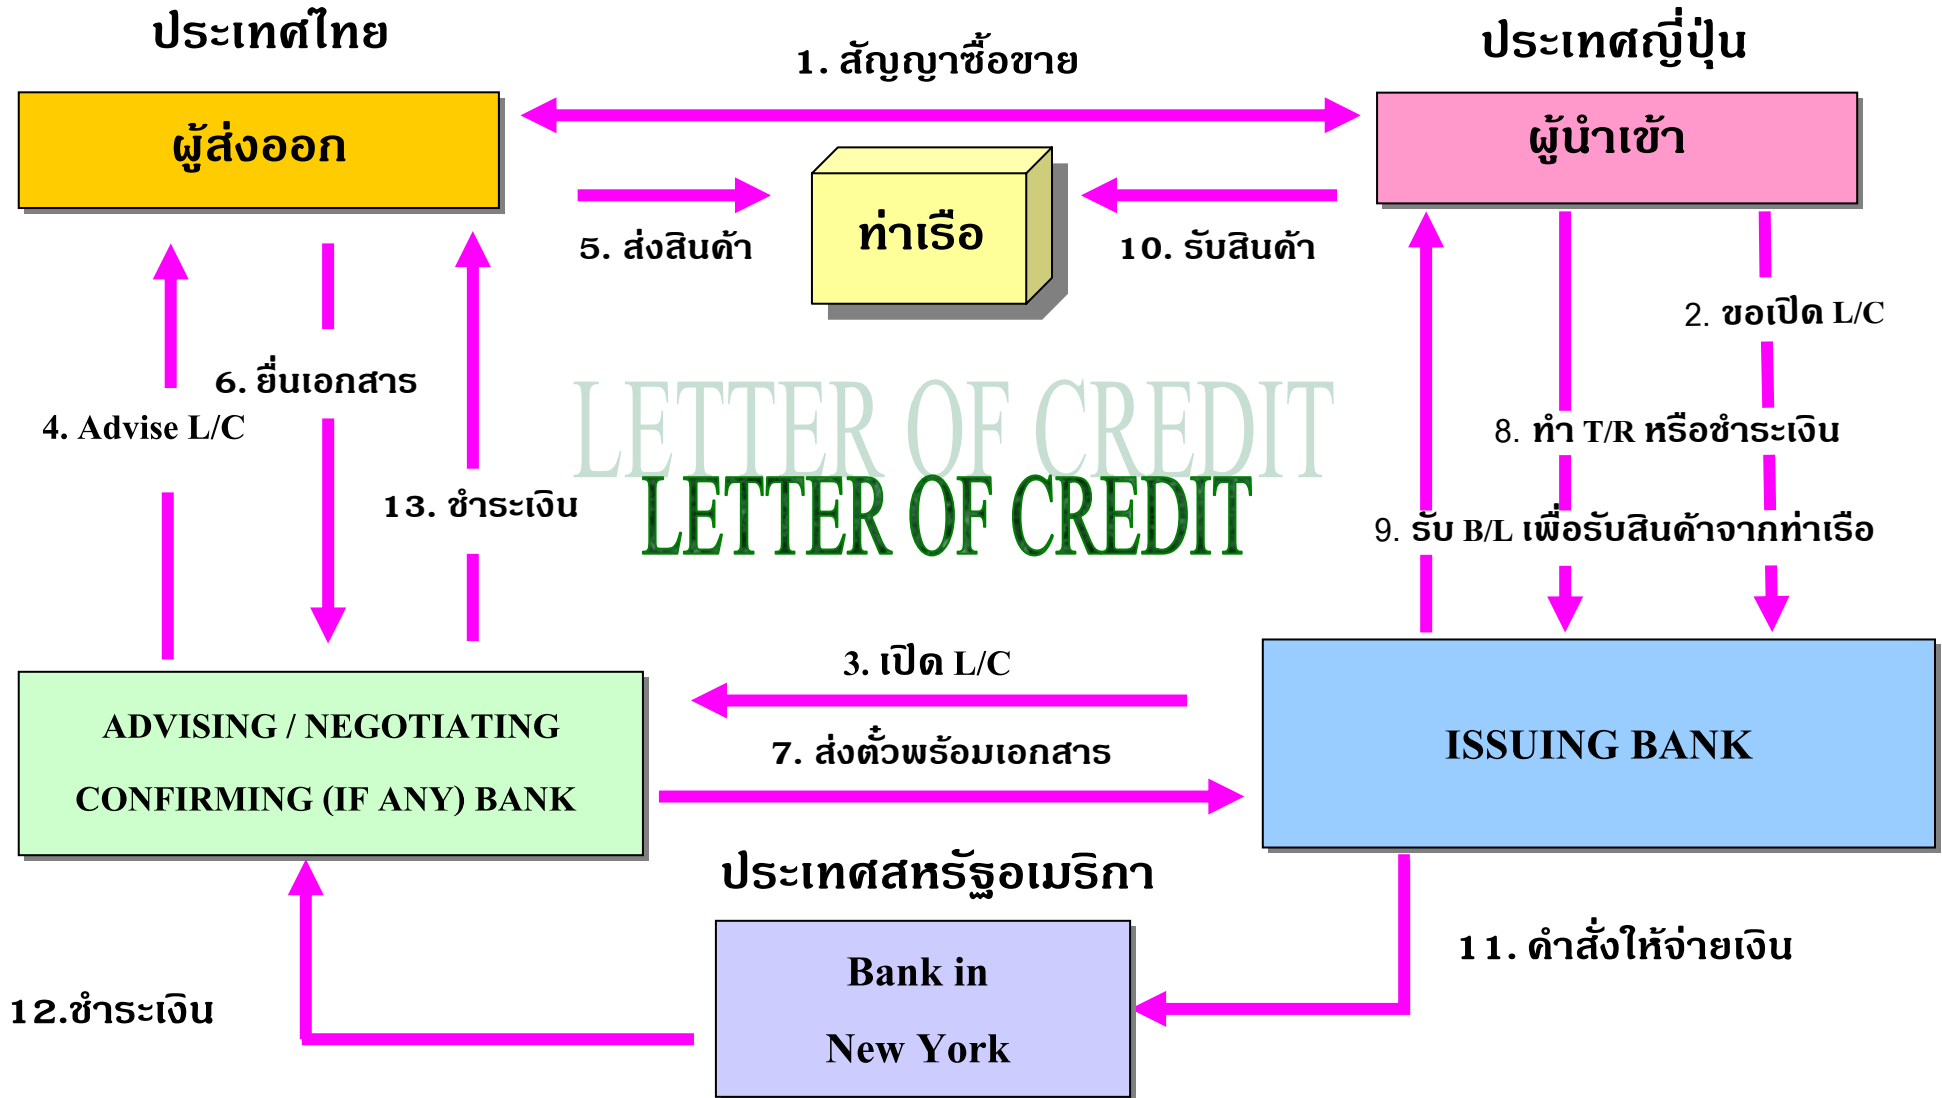 ประเทศไทย
1. สัญญาซื้อขาย
ประเทศญี่ปุ่น
ผู้ส่งออก
ผู้นำเข้า
ท่าเรือ
5. ส่งสินค้า
10. รับสินค้า
2. ขอเปิด L/C
6. ยื่นเอกสาร
4. Advise L/C
LETTER OF CREDIT
8. ทำ T/R หรือชำระเงิน
13. ชำระเงิน
LETTER OF CREDIT
9. รับ B/L เพื่อรับสินค้าจากท่าเรือ
3. เปิด L/C
ADVISING / NEGOTIATING
CONFIRMING (IF ANY) BANK
7. ส่งตั๋วพร้อมเอกสาร
ISSUING BANK
ประเทศสหรัฐอเมริกา
11. คำสั่งให้จ่ายเงิน
Bank in
New York
12.ชำระเงิน